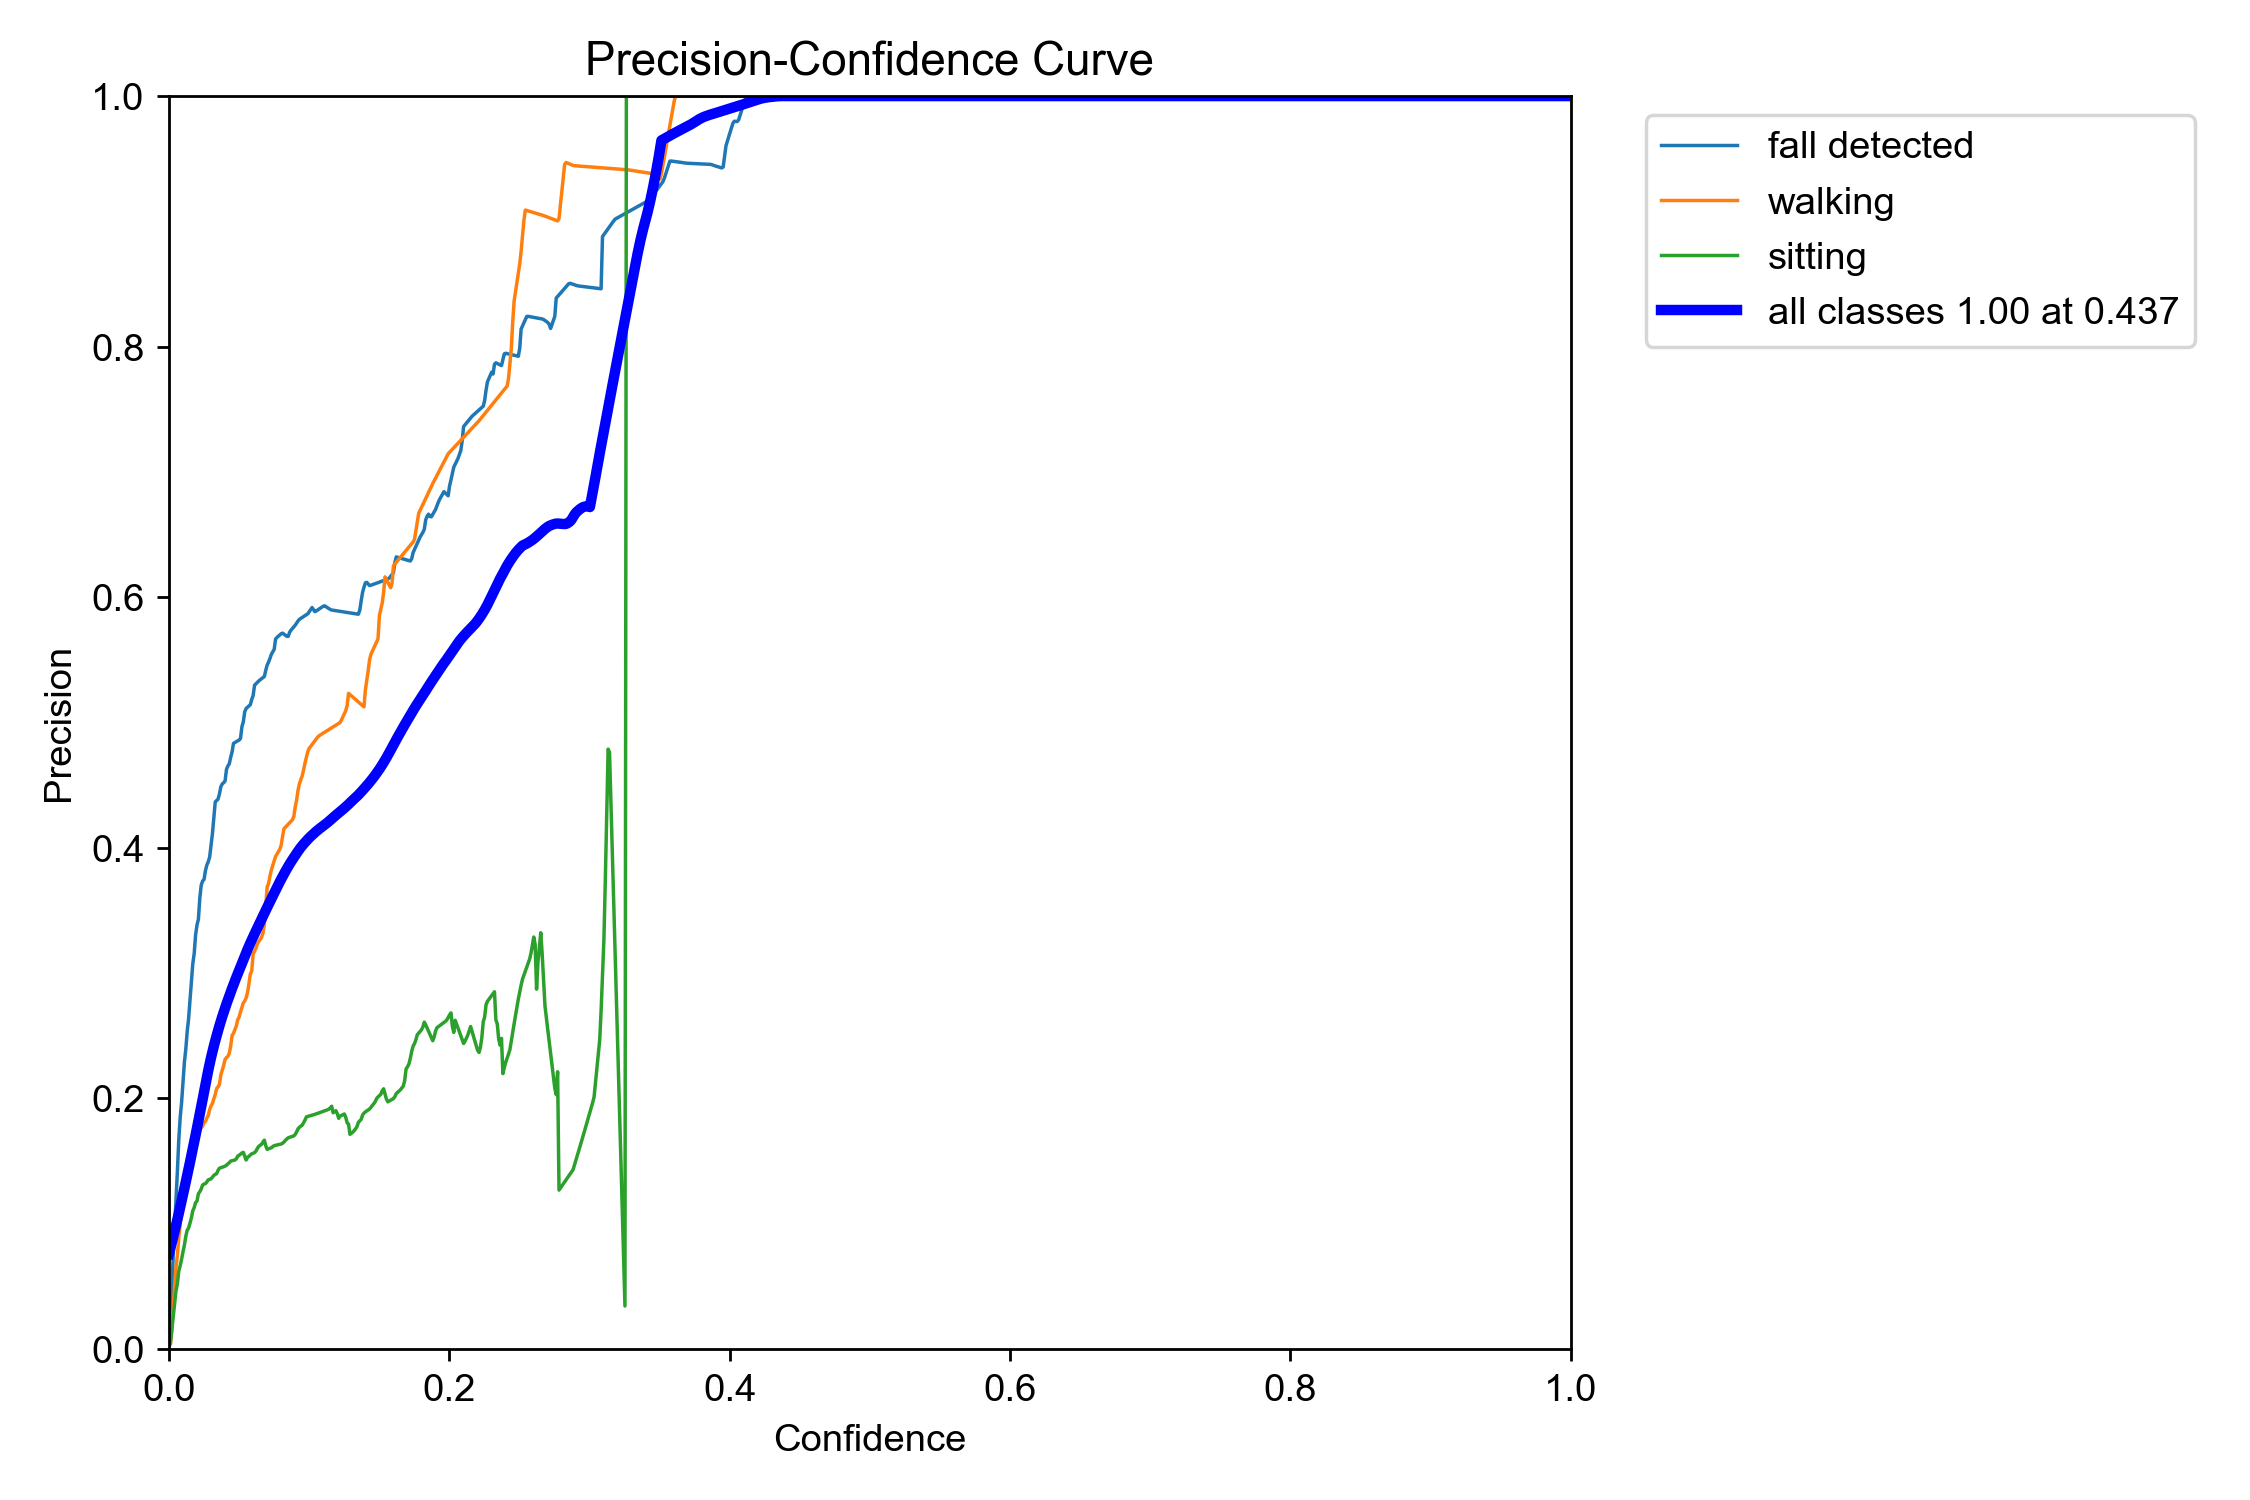 Precision-Confidence Curve
1.0
0.8
0.6
0.4
0.2
0.0
Precision
0.0 0.2 0.4 0.6 0.8 1.0
Confidence
fall detected
walking
sitting
all classes 1.00 at 0.437